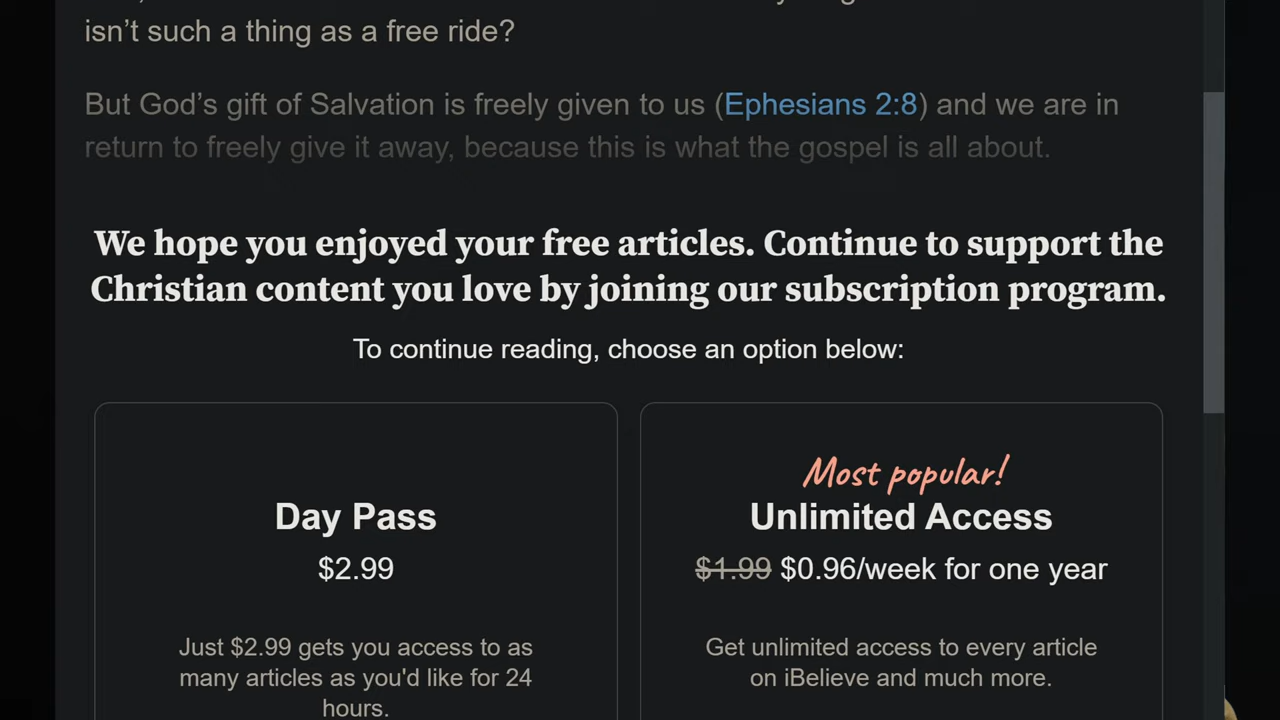 isn’t such a thing as a free ride?
But God’s gift of Salvation is freely given to us (Ephesians 2:8) and we are in
return to freely give it away, because this is what the gospel is all about.
We hope you enjoyed your free articles. Continue to support the
Christian content you love by joining our subscription program.
To continue reading, choose an option below:
Day Pass
$2.99
Just $2.99 gets you access to as
many articles as you'd like for 24
hours.
Most popular!
Unlimited Access
$1.99 $0.96/week for one year
Get unlimited access to every article
on iBelieve and much more.